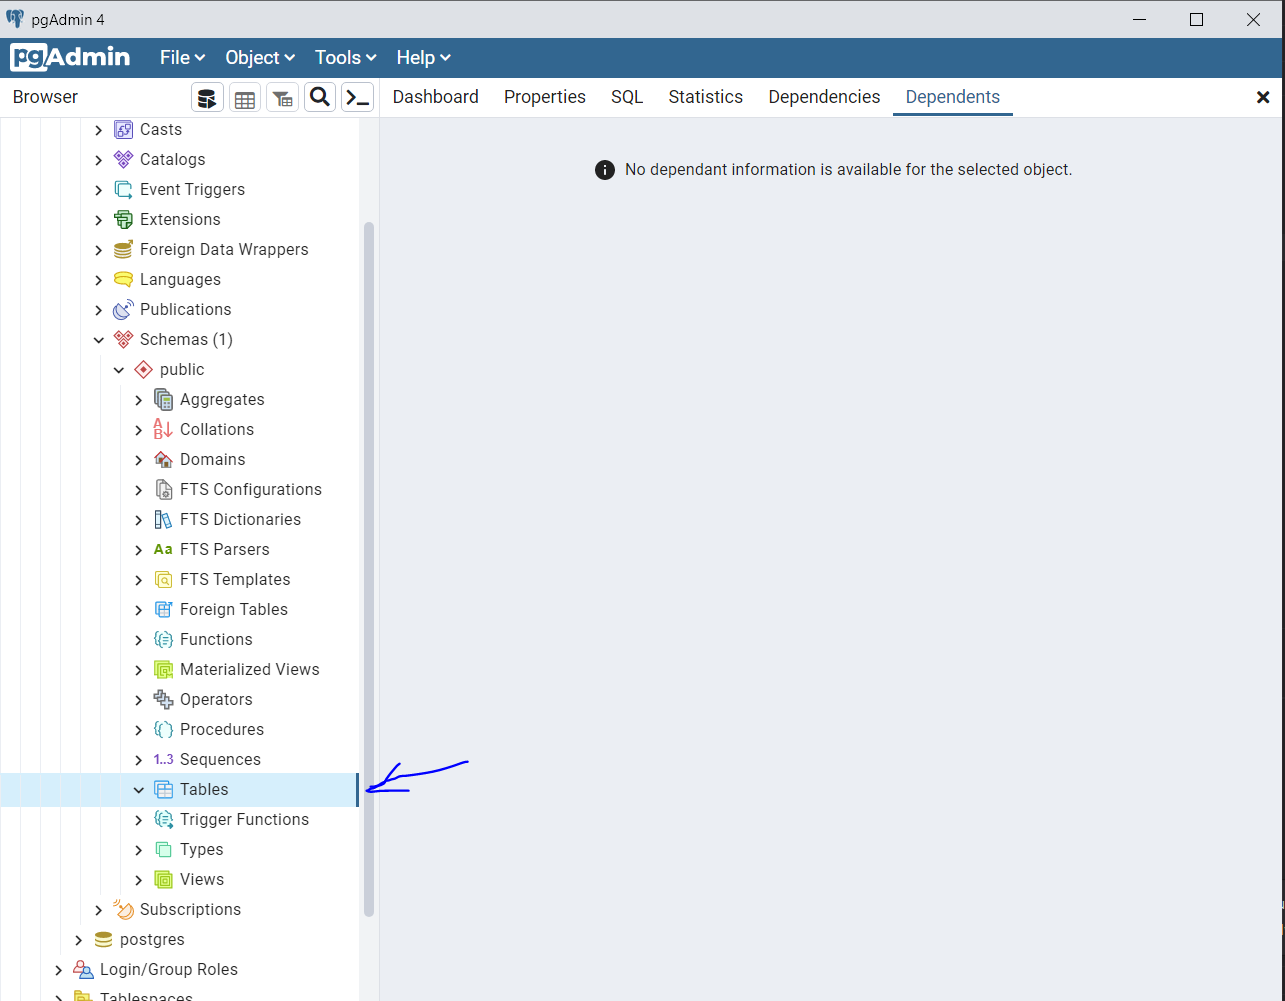 pgAdmin 4
pgAdmin File Object Tools Help
Browser Dashboard Properties SQL Statistics Dependencies Dependents
Casts
No dependant information is available for the selected object.
Catalogs
Event Triggers
Extensions
Foreign Data Wrappers
Languages
Publications
Schemas (1)
public
Aggregates
Collations
Domains
FTS Configurations
FTS Dictionaries
Aa FTS Parsers
FTS Templates
Foreign Tables
Functions
Materialized Views
Operators
Procedures
1..3 Sequences
Tables
Trigger Functions
Types
Views
Subscriptions
postgres
Login/Group Roles
Tablespaces